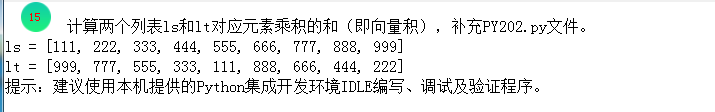 15
计算两个列表ls和lt对应元素乘积的和（即向量积），补充PY202.py文件。
ls = [111, 222, 333, 444, 555, 666, 777, 888, 999]
lt = [999, 777, 555, 333, 111, 888, 666, 444, 222]
提示：建议使用本机提供的Python集成开发环境IDLE编写、调试及验证程序。